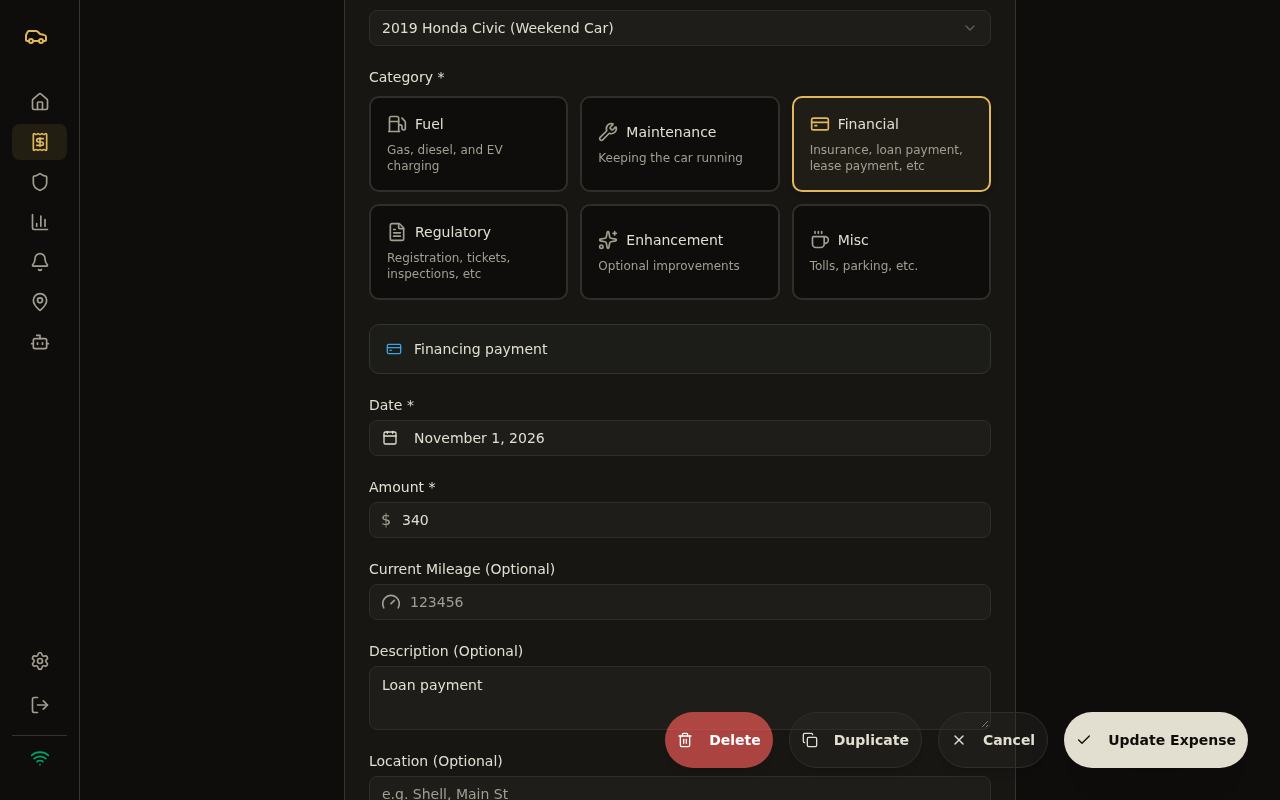 2019 Honda Civic (Weekend Car)
Category *
Fuel
Gas, diesel, and EV
charging
Maintenance
Keeping the car running
Financial
Insurance, loan payment,
lease payment, etc
Regulatory
Registration, tickets,
inspections, etc
Enhancement
Optional improvements
Misc
Tolls, parking, etc.
Financing payment
Date *
November 1, 2026
Amount *
$ 340
Current Mileage (Optional)
123456
Description (Optional)
Loan payment
Delete
Duplicate
Cancel
Update Expense
Location (Optional)
e.g. Shell, Main St